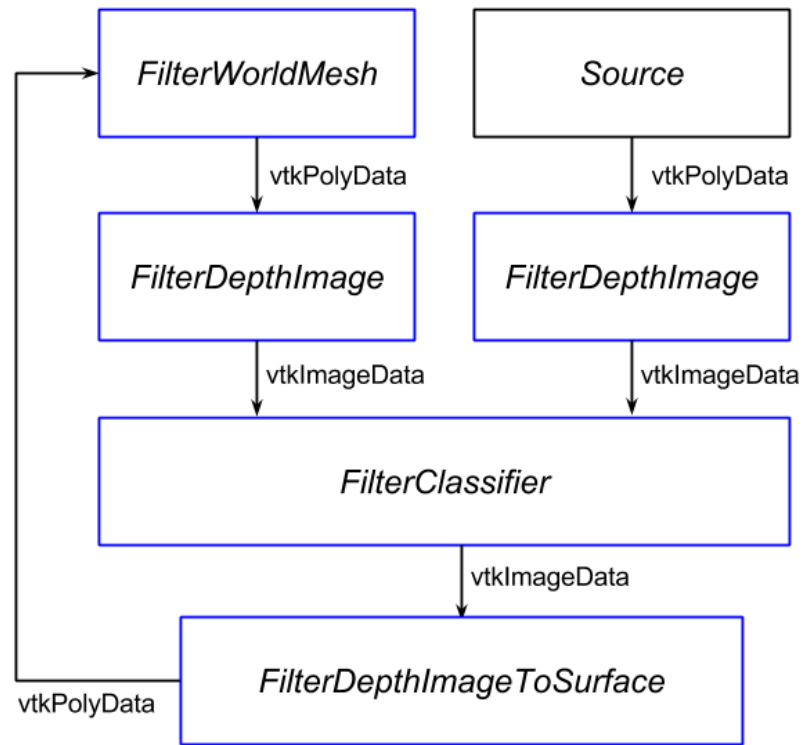 FilterWorldMesh
Source
vtkPolyData
vtkPolyData
FilterDepthImage
FilterDepthImage
vtkImageData
vtkImageData
FilterClassifier
vtkImageData
FilterDepthImageToSurface
vtkPolyData